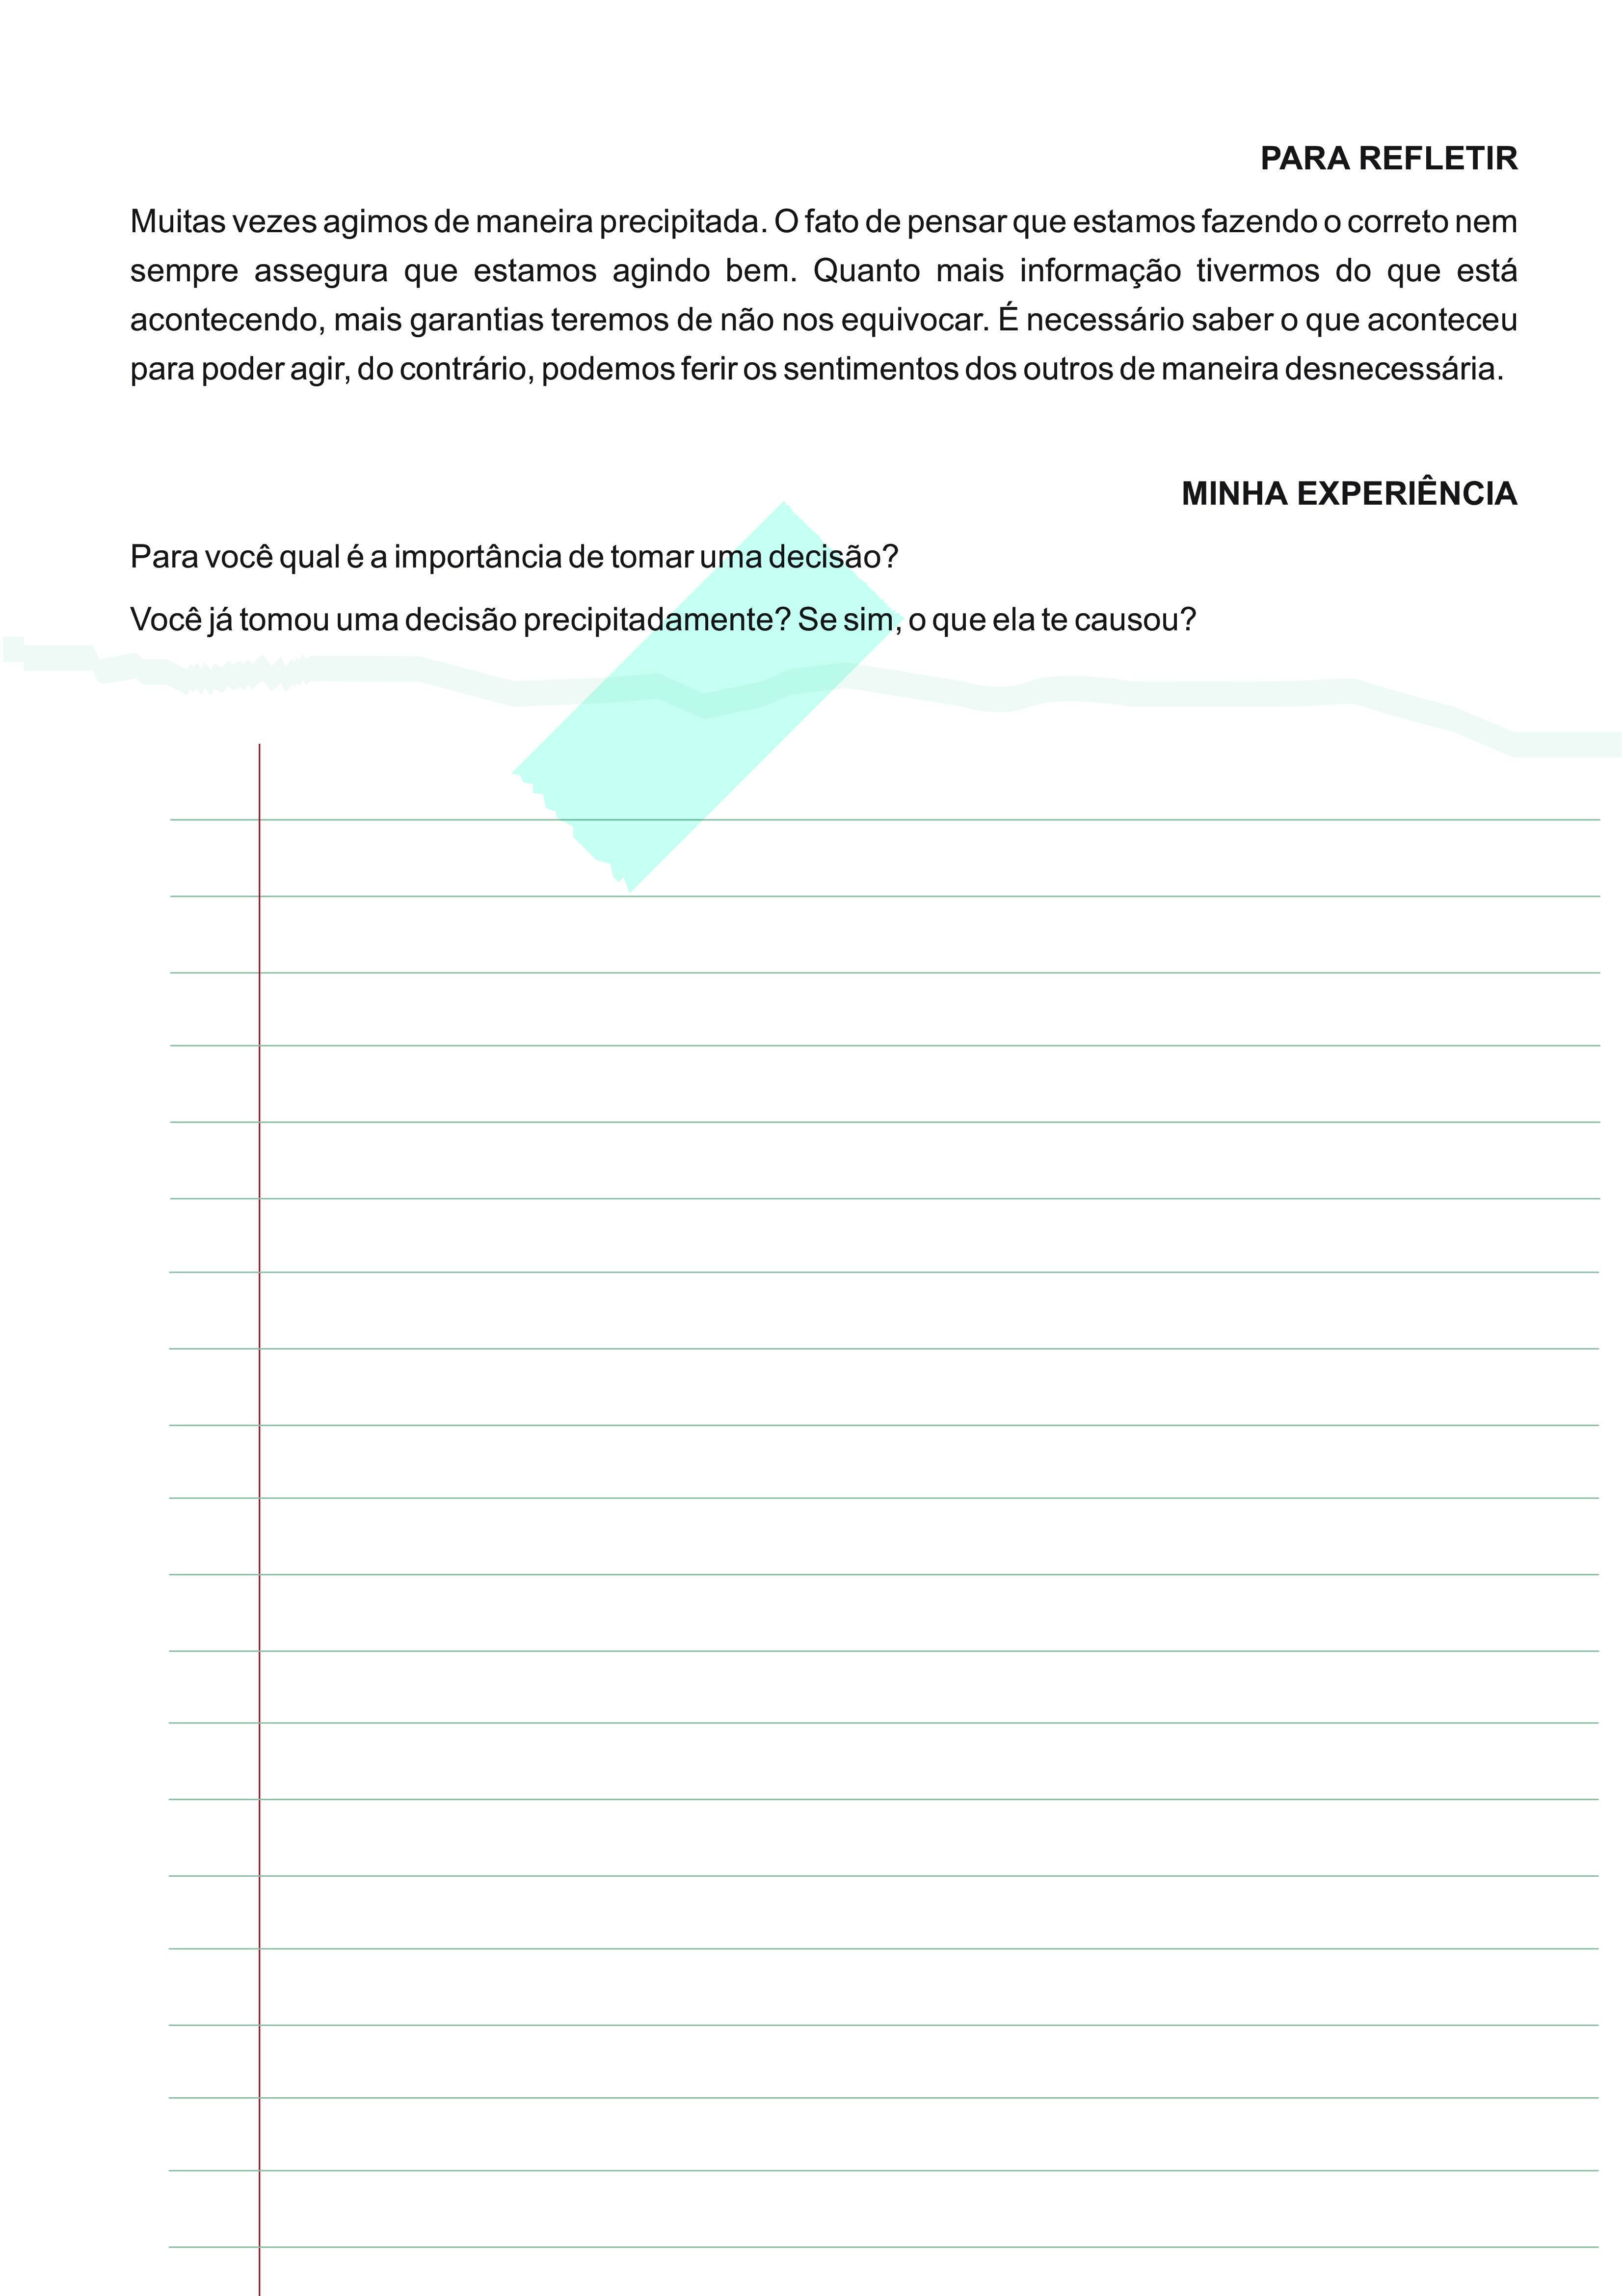 PARA REFLETIR
Muitas vezes agimos de maneira precipitada. O fato de pensar que estamos fazendo o correto nem
sempre assegura que estamos agindo bem. Quanto mais informação tivermos do que está
acontecendo, mais garantias teremos de não nos equivocar. É necessário saber o que aconteceu
para poder agir, do contrário, podemos ferir os sentimentos dos outros de maneira desnecessária.
MINHA EXPERIÊNCIA
Para você qual é a importância de tomar uma decisão?
Você já tomou uma decisão precipitadamente? Se sim, o que ela te causou?